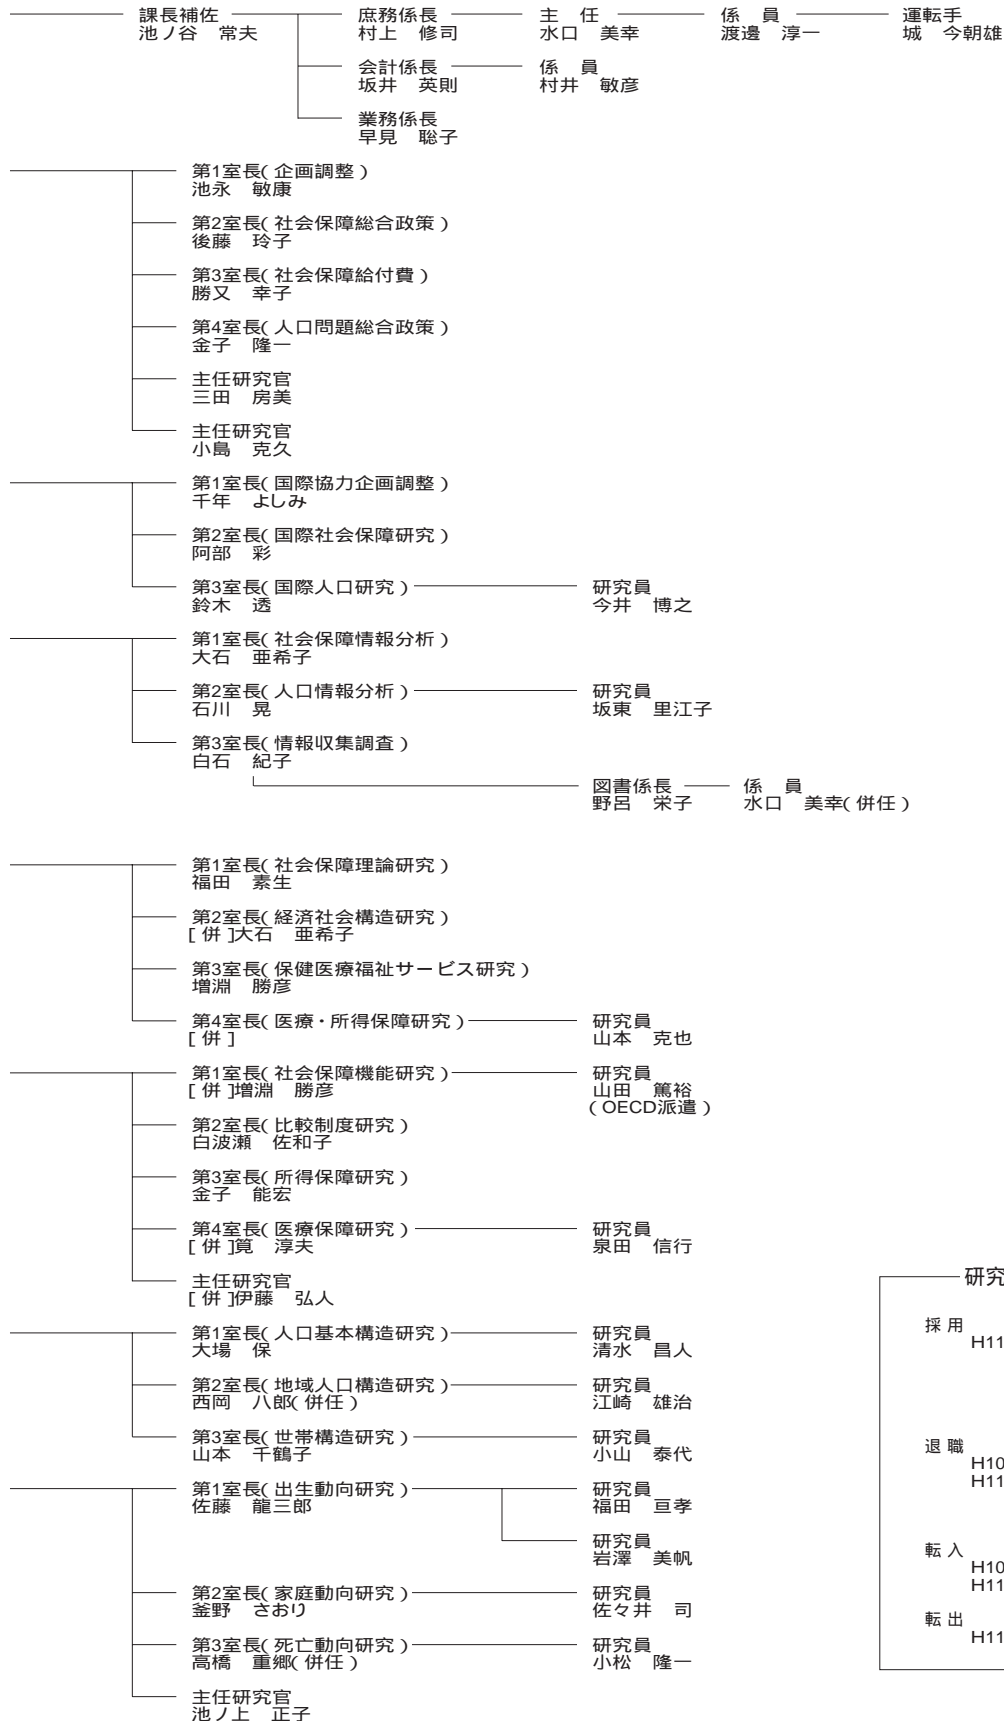 課長補佐 庶務係長 主 任 係 員 運転手
池ノ谷 常夫 村上 修司 水口 美幸 渡邊 淳一 城 今朝雄
会計係長 係 員
坂井 英則 村井 敏彦
業務係長
早見 聡子
第1室長(企画調整)
池永 敏康
第2室長(社会保障総合政策)
後藤 玲子
第3室長(社会保障給付費)
勝又 幸子
第4室長(人口問題総合政策)
金子 隆一
主任研究官
三田 房美
主任研究官
小島 克久
第1室長(国際協力企画調整)
千年 よしみ
第2室長(国際社会保障研究)
阿部 彩
第3室長(国際人口研究) 研究員
鈴木 透 今井 博之
第1室長(社会保障情報分析)
大石 亜希子
第2室長(人口情報分析) 研究員
石川 晃 坂東 里江子
第3室長(情報収集調査)
白石 紀子
図書係長 係 員
野呂 栄子 水口 美幸(併任)
第1室長(社会保障理論研究)
福田 素生
第2室長(経済社会構造研究)
[併]大石 亜希子
第3室長(保健医療福祉サービス研究)
増淵 勝彦
第4室長(医療・所得保障研究) 研究員
[併] 山本 克也
第1室長(社会保障機能研究) 研究員
[併]増淵 勝彦 山田 篤裕
(OECD派遣)
第2室長(比較制度研究)
白波瀬 佐和子
第3室長(所得保障研究)
金子 能宏
第4室長(医療保障研究) 研究員
[併]筧 淳夫 泉田 信行
主任研究官
[併]伊藤 弘人
第1室長(人口基本構造研究) 研究員
大場 保 清水 昌人
第2室長(地域人口構造研究) 研究員
西岡 八郎(併任) 江崎 雄治
第3室長(世帯構造研究) 研究員
山本 千鶴子 小山 泰代
第1室長(出生動向研究) 研究員
佐藤 龍三郎 福田 亘孝
研究員
岩澤 美帆
第2室長(家庭動向研究) 研究員
釜野 さおり 佐々井 司
第3室長(死亡動向研究) 研究員
高橋 重郷(併任) 小松 隆一
主任研究官
池ノ上 正子
研究
採 用
H11
退 職
H10
H11
転 入
H10
H11
転 出
H11